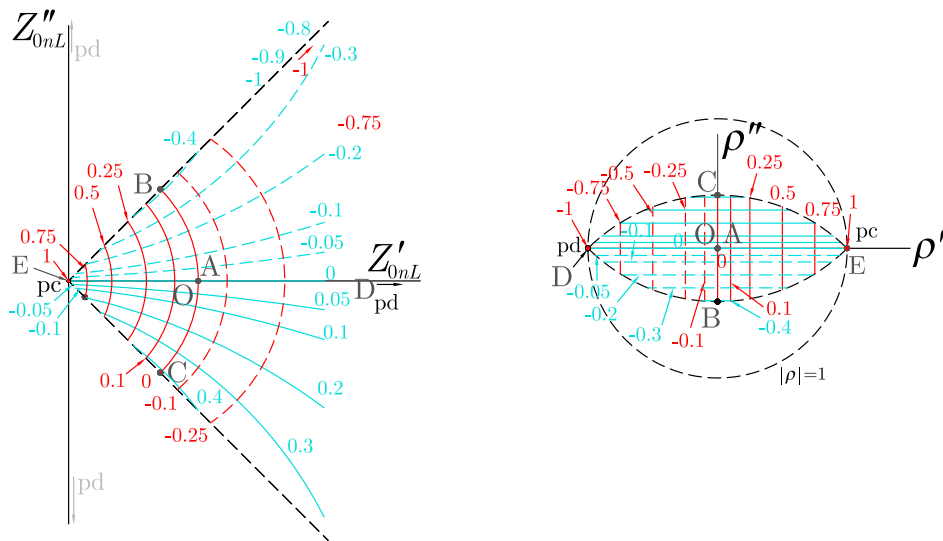 Z''0nL
pd
-0.8
-0.9
-1
-1
-0.3
-0.75
-0.4
-0.2
0.25
0.5
B
-0.1
-0.05
0.75
1
E
pc
A
O
Z'0nL
0
D
pd
-0.05
-0.1
0.05
0.1
0.1
0
C
-0.1
0.4
0.2
-0.25
0.3
pd
ρ''
-0.25
C
0.25
-0.5
0.5
-0.75
0.75
1
-1
pc
ρ'
-0.1
0
O
A
pd
0
D
E
-0.05
-0.2
-0.3
-0.1
B
0.1
-0.4
|ρ|=1